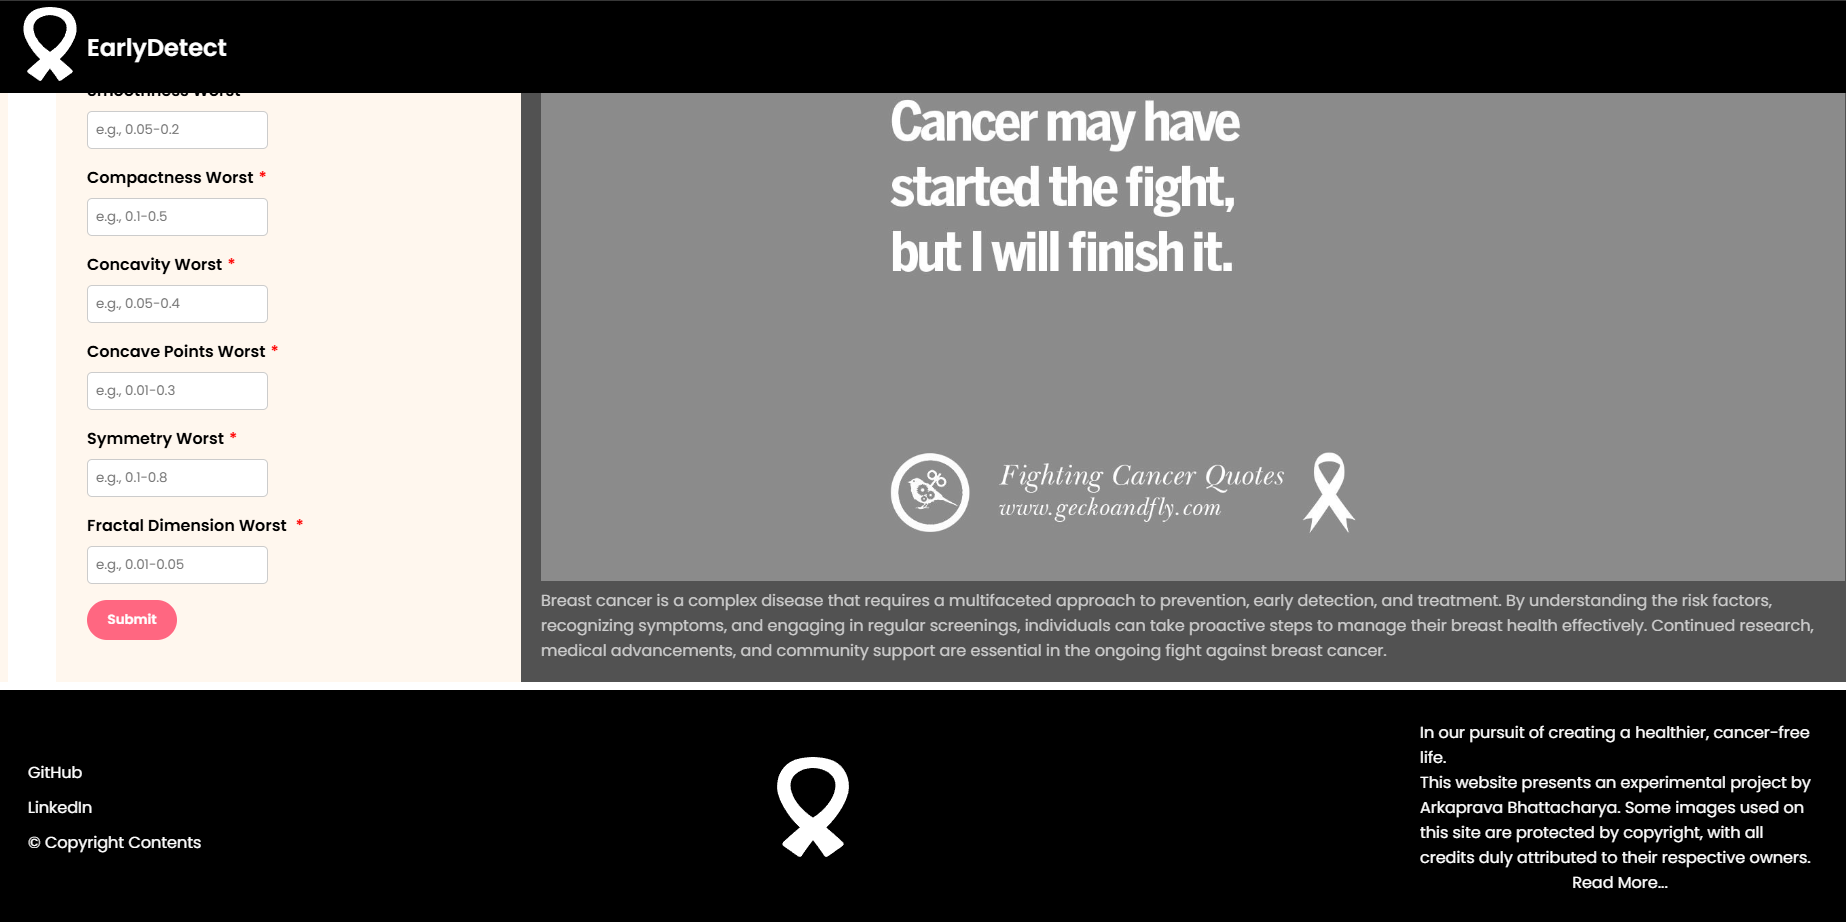 EarlyDetect
Smoothness Worst
e.g., 0.05-0.2
Compactness Worst *
e.g., 0.1-0.5
Concavity Worst *
e.g., 0.05-0.4
Concave Points Worst *
e.g., 0.01-0.3
Symmetry Worst *
e.g., 0.1-0.8
Fractal Dimension Worst *
e.g., 0.01-0.05
Submit
Cancer may have
started the fight,
but I will finish it.
Fighting Cancer Quotes
www.geckoandfly.com
Breast cancer is a complex disease that requires a multifaceted approach to prevention, early detection, and treatment. By understanding the risk factors,
recognizing symptoms, and engaging in regular screenings, individuals can take proactive steps to manage their breast health effectively. Continued research,
medical advancements, and community support are essential in the ongoing fight against breast cancer.
GitHub
LinkedIn
© Copyright Contents
In our pursuit of creating a healthier, cancer-free
life.
This website presents an experimental project by
Arkaprava Bhattacharya. Some images used on
this site are protected by copyright, with all
credits duly attributed to their respective owners.
Read More...